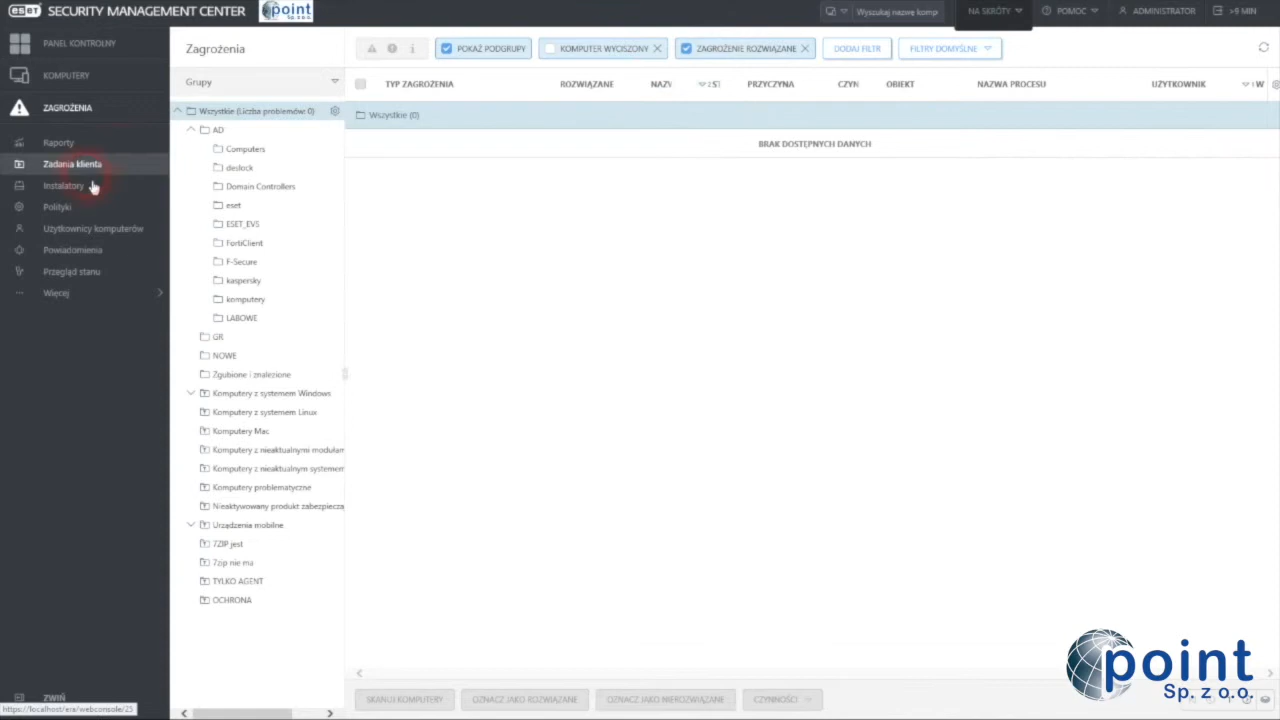 eset SECURITY MANAGEMENT CENTER point Sp. z o.o.
Wyszukaj nazwę komp NA SKRÓTY POMOC ADMINISTRATOR >9 MIN
PANEL KONTROLNY
KOMPUTERY
ZAGROŻENIA
Raporty
Zadania klienta
Instalatory
Polityki
Użytkownicy komputerów
Powiadomienia
Przegląd stanu
Więcej
ZWIŃ
https://localhost/era/webconsole/23
Zagrożenia
Grupy
Wszystkie (Liczba problemów: 0)
AD
Computers
deslock
Domain Controllers
eset
ESET_EVS
FortiClient
F-Secure
kaspersky
komputery
LABOWE
GR
NOWE
Zgubione i znalezione
Komputery z systemem Windows
Komputery z systemem Linux
Komputery Mac
Komputery z nieaktualnymi modułam
Komputery z nieaktualnym systemem
Komputery problematyczne
Nieaktywowany produkt zabezpiecza
Urządzenia mobilne
7ZIP jest
7zip nie ma
TYLKO AGENT
OCHRONA
POKAŻ PODGRUPY KOMPUTER WYCISZONY ZAGROŻENIE ROZWIĄZANE DODAJ FILTR FILTRY DOMYŚLNE
TYP ZAGROŻENIA ROZWIĄZANE NAZV ST PRZYCZYNA CZYN OBIEKT NAZWA PROCESU UŻYTKOWNIK W
Wszystkie (0)
BRAK DOSTĘPNYCH DANYCH
SKANUJ KOMPUTERY OZNACZ JAKO ROZWIĄZANE OZNACZ JAKO NIEROZWIĄZANE CZYNNOŚCI
point
Sp. z o.o.